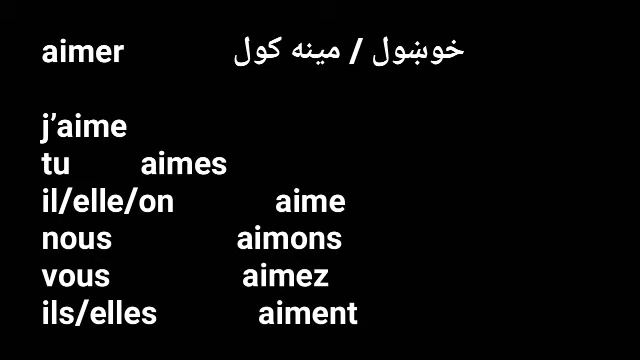 aimer خوښول / مینه کول
j’aime
tu aimes
il/elle/on aime
nous aimons
vous aimez
ils/elles aiment